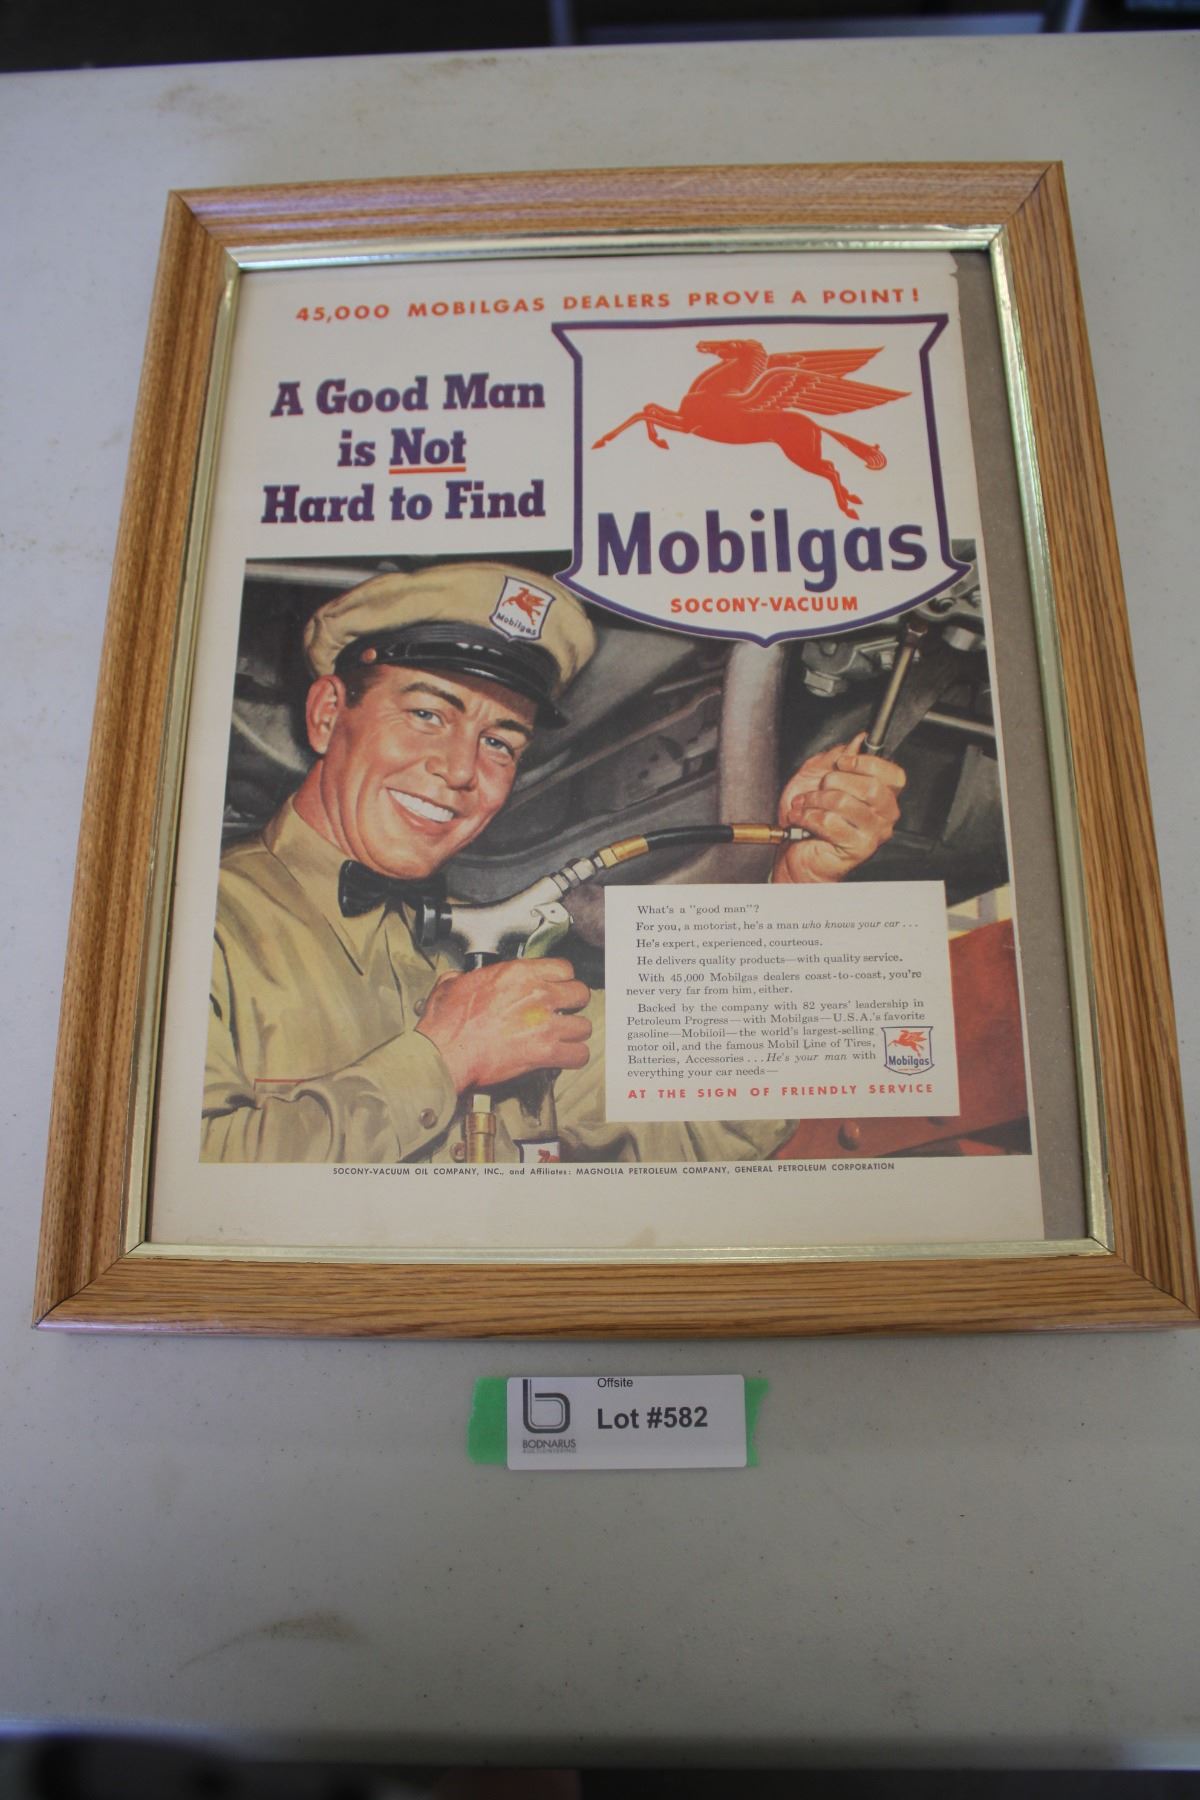 45,000 MOBILGAS DEALERS PROVE A POINT!
A Good Man
is Not
Hard to Find
Mobilgas
SOCONY-VACUUM
Mobilgas
What's a "good man"?
For you, a motorist, he's a man who knows your car...
He's expert, experienced, courteous.
He delivers quality products—with quality service.
With 45,000 Mobilgas dealers coast-to-coast, you're
never very far from him, either.
Backed by the company with 82 years' leadership in
Petroleum Progress—with Mobilgas—U.S.A.'s favorite
gasoline—Mobiloil—the world's largest-selling
motor oil, and the famous Mobil Line of Tires,
Batteries, Accessories...He's your man with
everything your car needs—
Mobilgas
AT THE SIGN OF FRIENDLY SERVICE
SOCONY-VACUUM OIL COMPANY, INC., and Affiliates: MAGNOLIA PETROLEUM COMPANY, GENERAL PETROLEUM CORPORATION
Offsite
Lot #582
BODNARUS
AUCTIONEERING